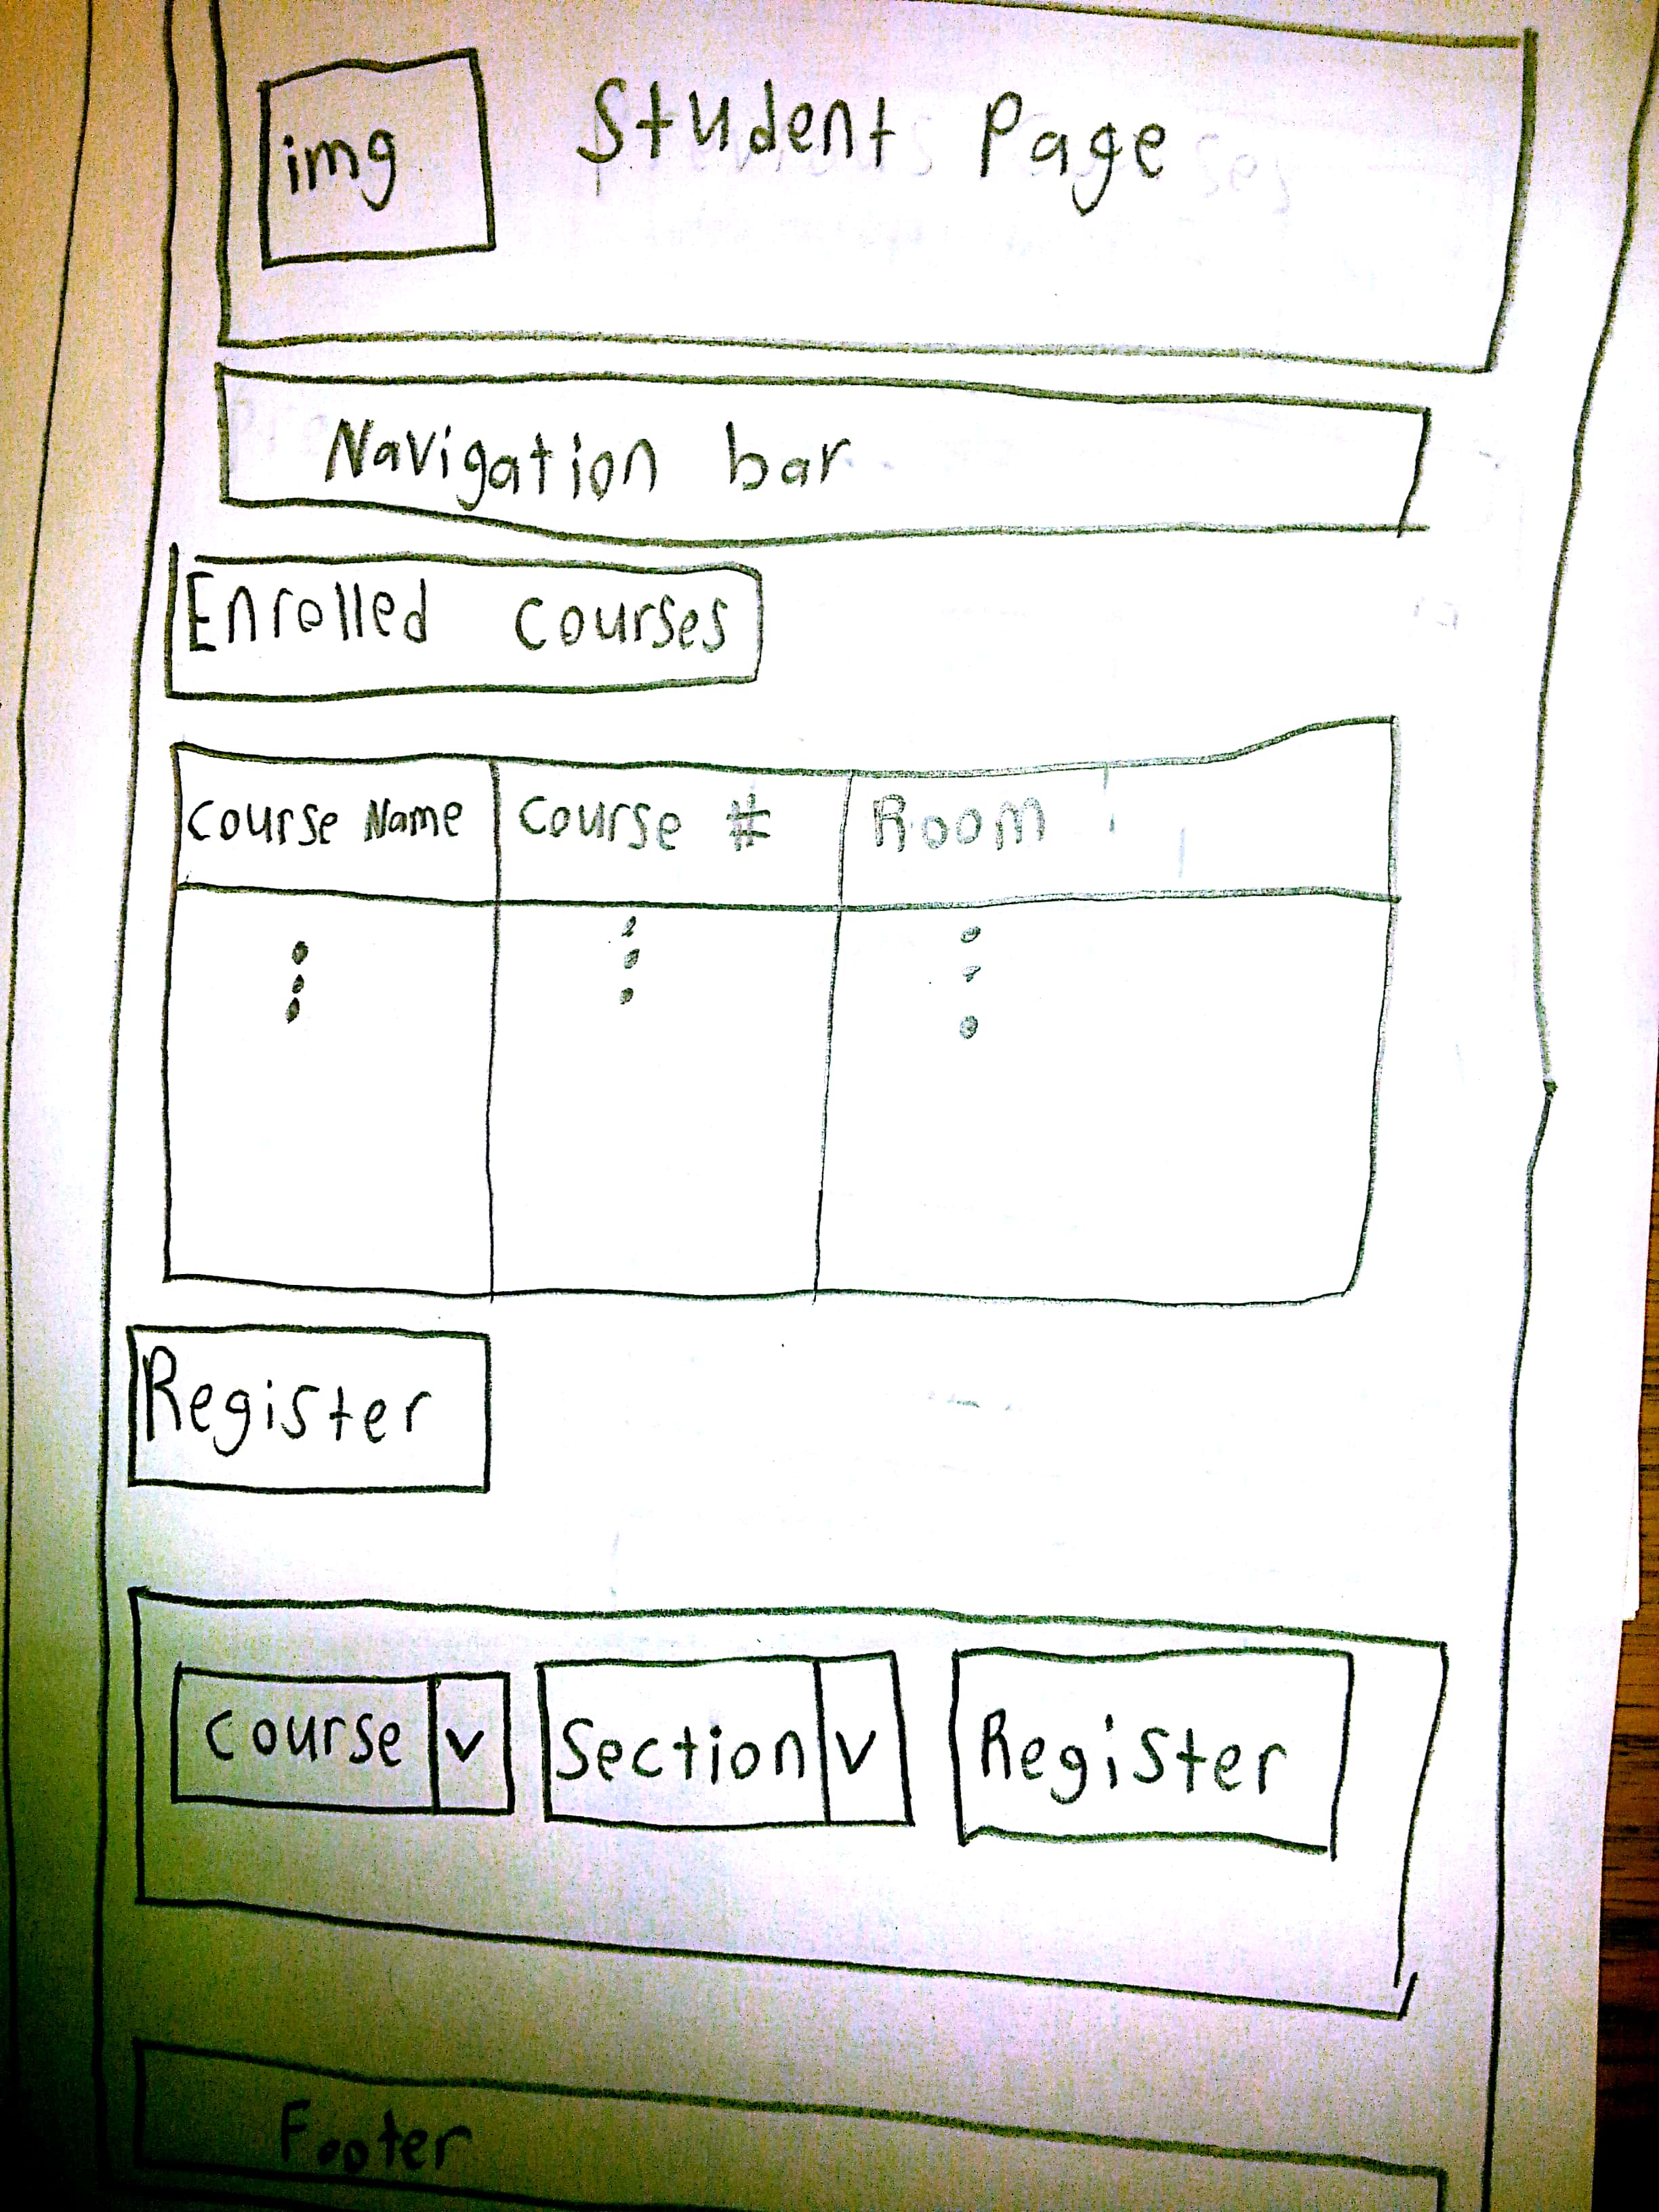 img Student Page
Navigation bar
Enrolled courses
Course Name Course # Room
Register
Course v Section v Register
Footer